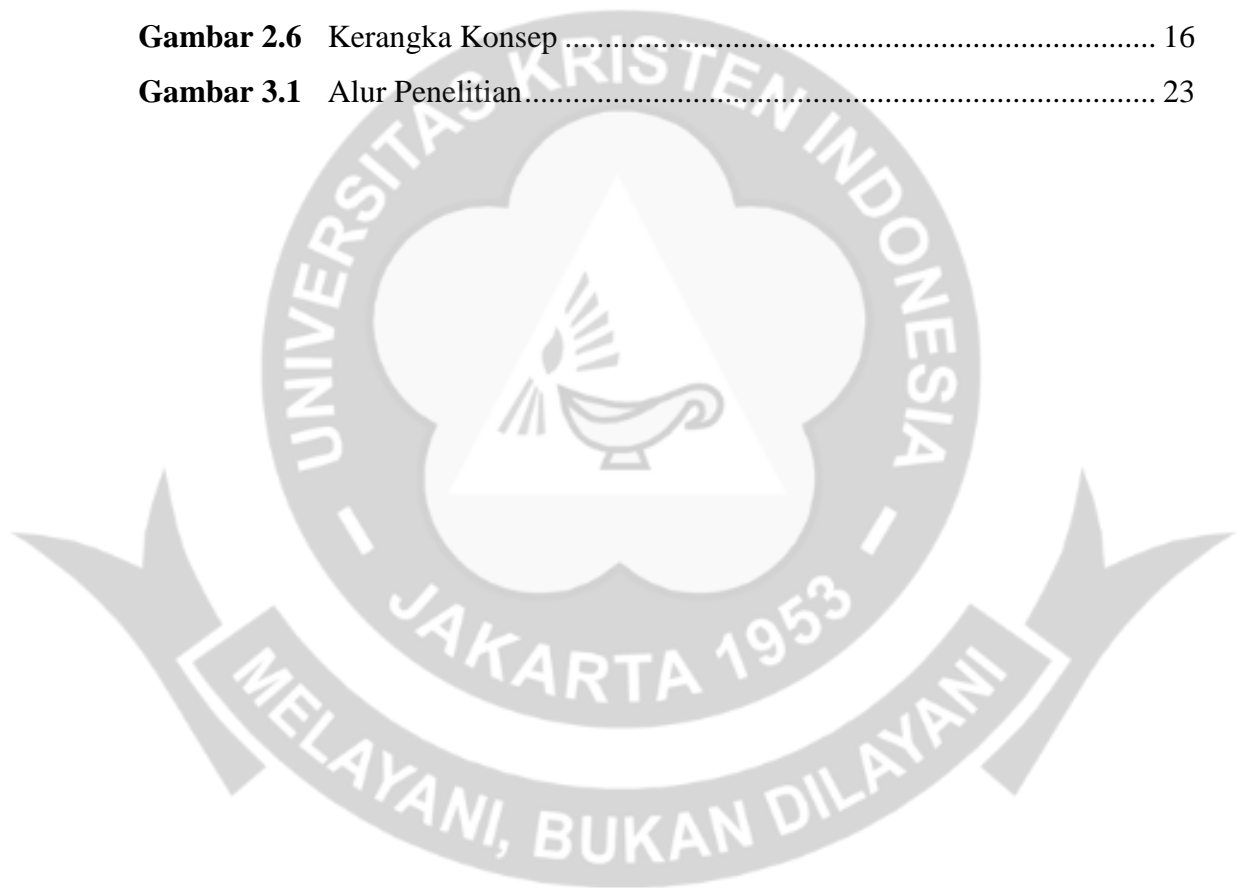 Gambar 2.6 Kerangka Konsep ........................................................................ 16
Gambar 3.1 Alur Penelitian............................................................................. 23
UNIVERSITAS KRISTEN INDONESIA
- JAKARTA 1953 -
MELAYANI, BUKAN DILAYANI